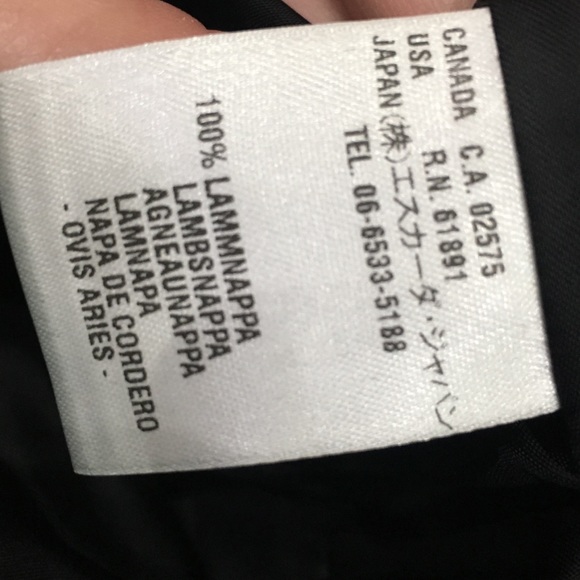 CANADA C.A. 02575
USA R.N. 61891
JAPAN (株)エスカーダ・ジャパン
TEL. 06-6533-5188
100% LAMMNAPPA
LAMBSNAPPA
AGNEAUNAPPA
LAMNAPA
NAPA DE CORDERO
- OVIS ARIES -